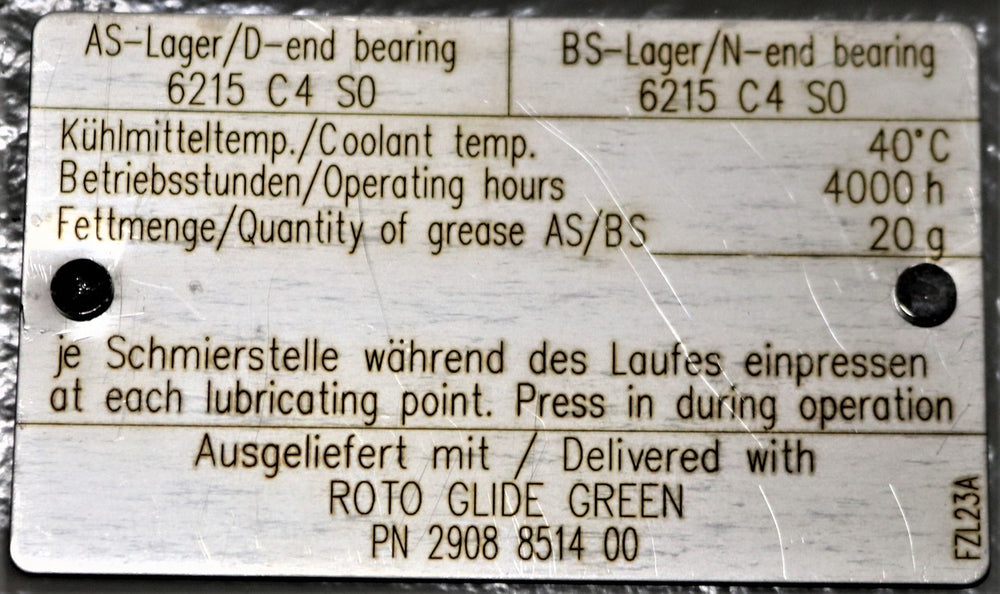 AS-Lager/D-end bearing
6215 C4 S0
BS-Lager/N-end bearing
6215 C4 S0
Kühlmitteltemp./Coolant temp. 40°C
Betriebsstunden/Operating hours 4000 h
Fettmenge/Quantity of grease AS/BS 20 g
je Schmierstelle während des Laufes einpressen
at each lubricating point. Press in during operation
Ausgeliefert mit / Delivered with
ROTO GLIDE GREEN
PN 2908 8514 00
FZL23A